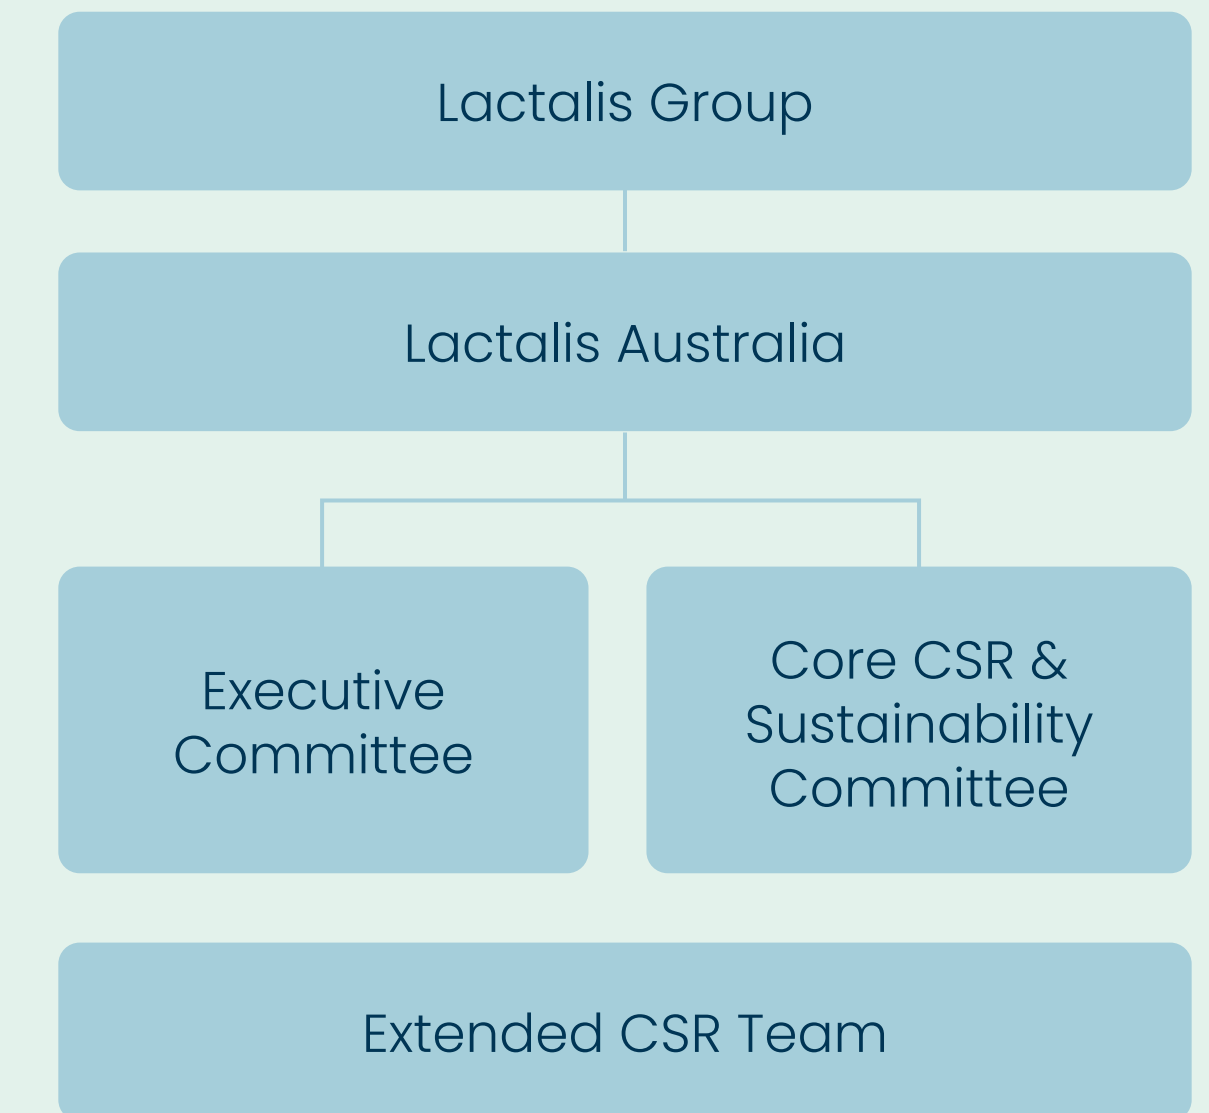 Lactalis Group
Lactalis Australia
Executive
Committee
Core CSR &
Sustainability
Committee
Extended CSR Team